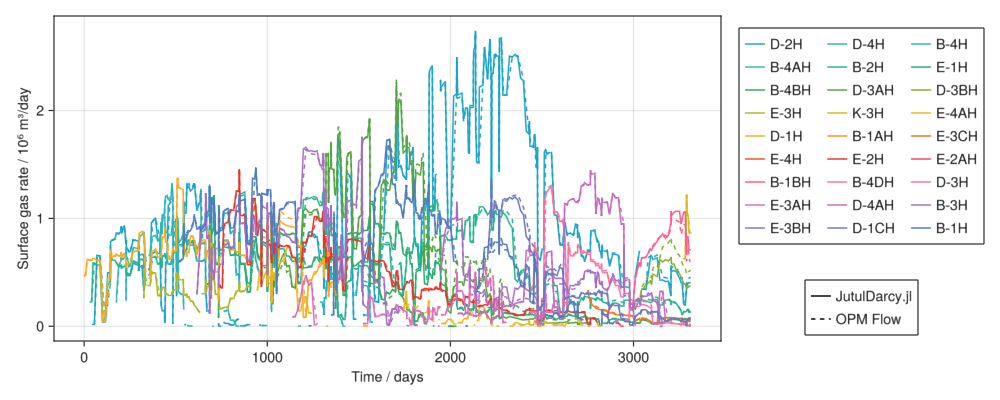 Surface gas rate / 10⁶ m³/day
2
1
0
0
1000
2000
3000
Time / days
D-2H D-4H B-4H
B-4AH B-2H E-1H
B-4BH D-3AH D-3BH
E-3H K-3H E-4AH
D-1H B-1AH E-3CH
E-4H E-2H E-2AH
B-1BH B-4DH D-3H
E-3AH D-4AH B-3H
E-3BH D-1CH B-1H
JutulDarcy.jl
OPM Flow